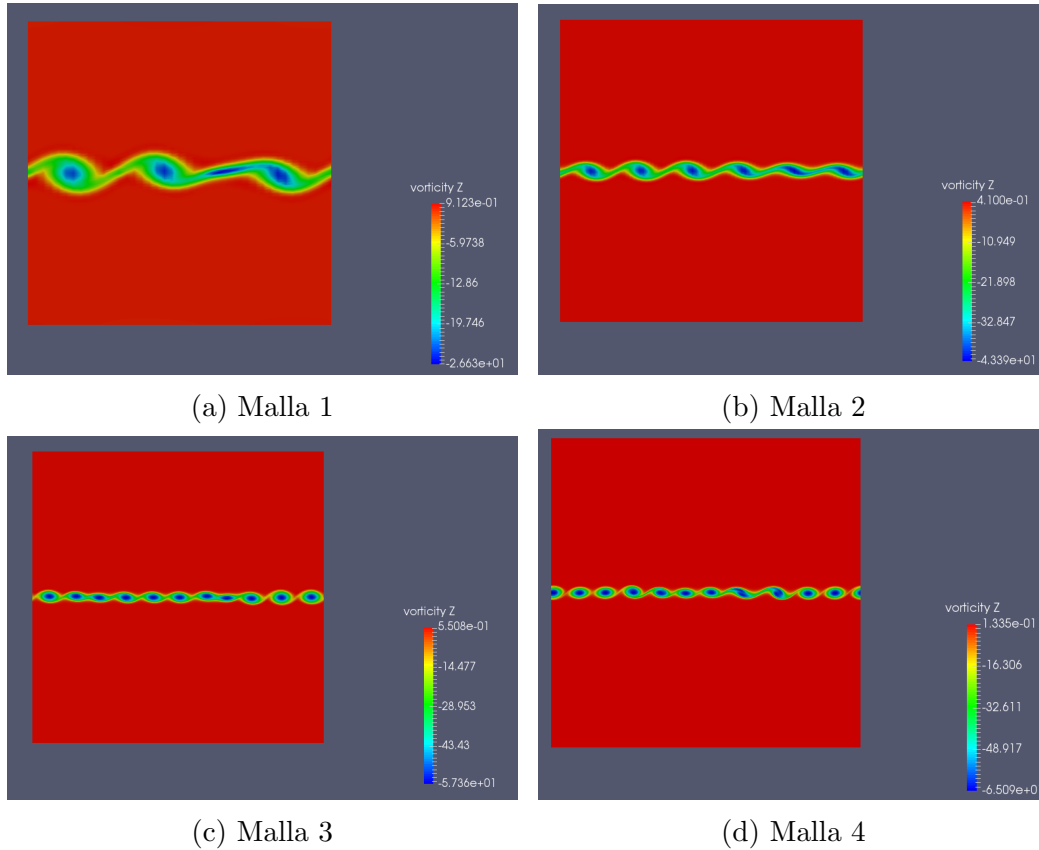 vorticity Z
9.123e-01
-5.9738
-12.86
-19.746
-2.663e+01
(a) Malla 1
vorticity Z
4.100e-01
-10.949
-21.898
-32.847
-4.339e+01
(b) Malla 2
vorticity Z
5.508e-01
-14.477
-28.953
-43.43
-5.736e+01
(c) Malla 3
vorticity Z
1.335e-01
-16.306
-32.611
-48.917
-6.509e+0
(d) Malla 4